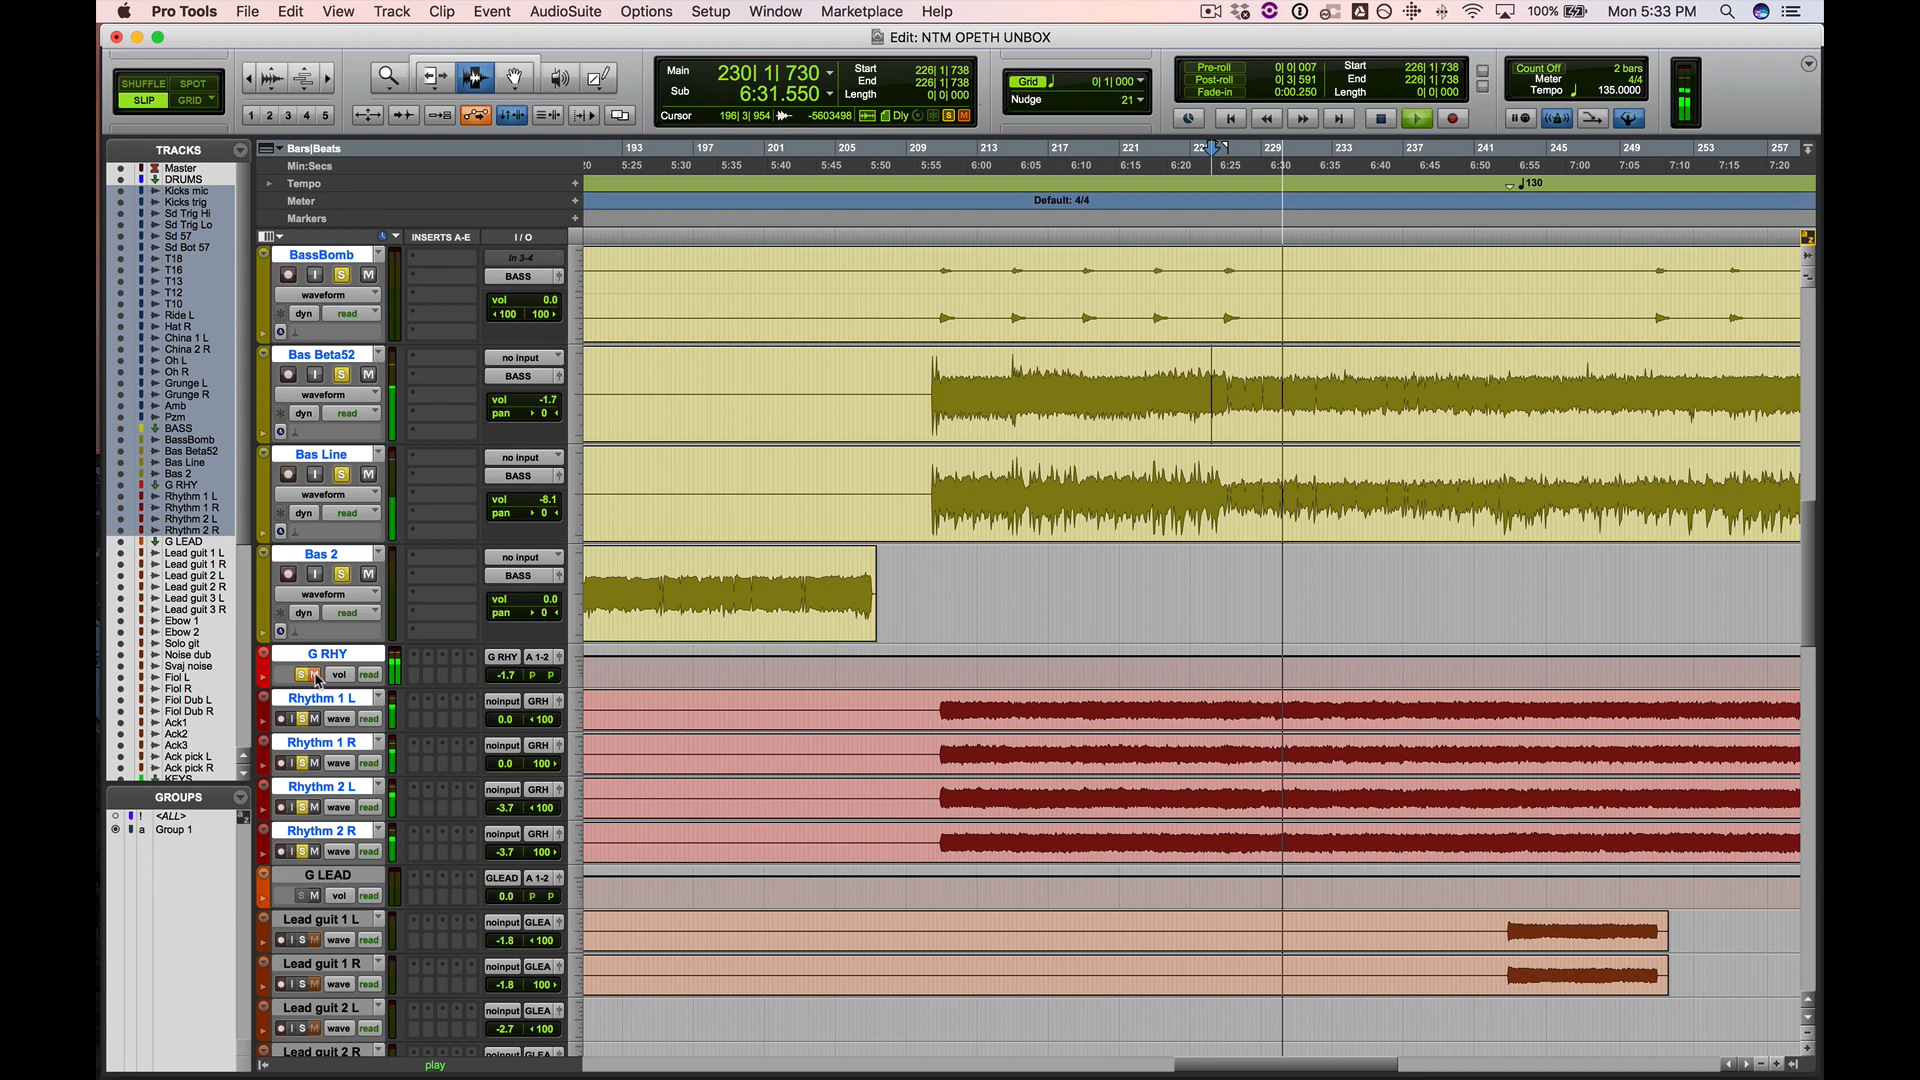 Pro Tools File Edit View Track Clip Event AudioSuite Options Setup Window Marketplace Help 100% Mon 5:33 PM
Edit: NTM OPETH UNBOX
SHUFFLE SPOT
SLIP GRID
1 2 3 4 5
Main 230| 1| 730
Sub 6:31.550
Start 226| 1| 738
End 226| 1| 738
Length 0| 0| 000
Cursor 196| 3| 954 -5603498 Dly S M
Grid 0| 1| 000
Nudge 21
Pre-roll 0| 0| 007
Post-roll 0| 3| 591
Fade-in 0:00.250
Start 226| 1| 738
End 226| 1| 738
Length 0| 0| 000
Count Off 2 bars
Meter 4/4
Tempo 135.0000
TRACKS
Master
DRUMS
Kicks mic
Kicks trig
Sd Trig Hi
Sd Trig Lo
Sd 57
Sd Bot 57
T18
T16
T13
T12
T10
Ride L
Hat R
China 1 L
China 2 R
Oh L
Oh R
Grunge L
Grunge R
Amb
Pzm
BASS
BassBomb
Bas Beta52
Bas Line
Bas 2
G RHY
Rhythm 1 L
Rhythm 1 R
Rhythm 2 L
Rhythm 2 R
G LEAD
Lead guit 1 L
Lead guit 1 R
Lead guit 2 L
Lead guit 2 R
Lead guit 3 L
Lead guit 3 R
Ebow 1
Ebow 2
Solo git
Noise dub
Svaj noise
Fiol L
Fiol R
Fiol Dub L
Fiol Dub R
Ack1
Ack2
Ack3
Ack pick L
Ack pick R
KEYS
GROUPS
! <ALL>
a Group 1
Bars|Beats 193 197 201 205 209 213 217 221 229 233 237 241 245 249 253 257
Min:Secs 5:25 5:30 5:35 5:40 5:45 5:50 5:55 6:00 6:05 6:10 6:15 6:20 6:25 6:30 6:35 6:40 6:45 6:50 6:55 7:00 7:05 7:10 7:15 7:20
Tempo 130
Meter Default: 4/4
Markers
INSERTS A-E I / O
BassBomb In 3-4
I S M BASS
waveform vol 0.0
dyn read 100 100
Bas Beta52 no input
I S M BASS
waveform vol -1.7
dyn read pan 0
Bas Line no input
I S M BASS
waveform vol -8.1
dyn read pan 0
Bas 2 no input
I S M BASS
waveform vol 0.0
dyn read pan 0
G RHY G RHY A 1-2
S M vol read -1.7 P P
Rhythm 1 L noinput GRH
I S M wave read 0.0 100
Rhythm 1 R noinput GRH
I S M wave read 0.0 100
Rhythm 2 L noinput GRH
I S M wave read -3.7 100
Rhythm 2 R noinput GRH
I S M wave read -3.7 100
G LEAD GLEAD A 1-2
S M vol read 0.0 P P
Lead guit 1 L noinput GLEA
I S M wave read -1.8 100
Lead guit 1 R noinput GLEA
I S M wave read -1.8 100
Lead guit 2 L noinput GLEA
I S M wave read -2.7 100
Lead guit 2 R noinput GLEA
play